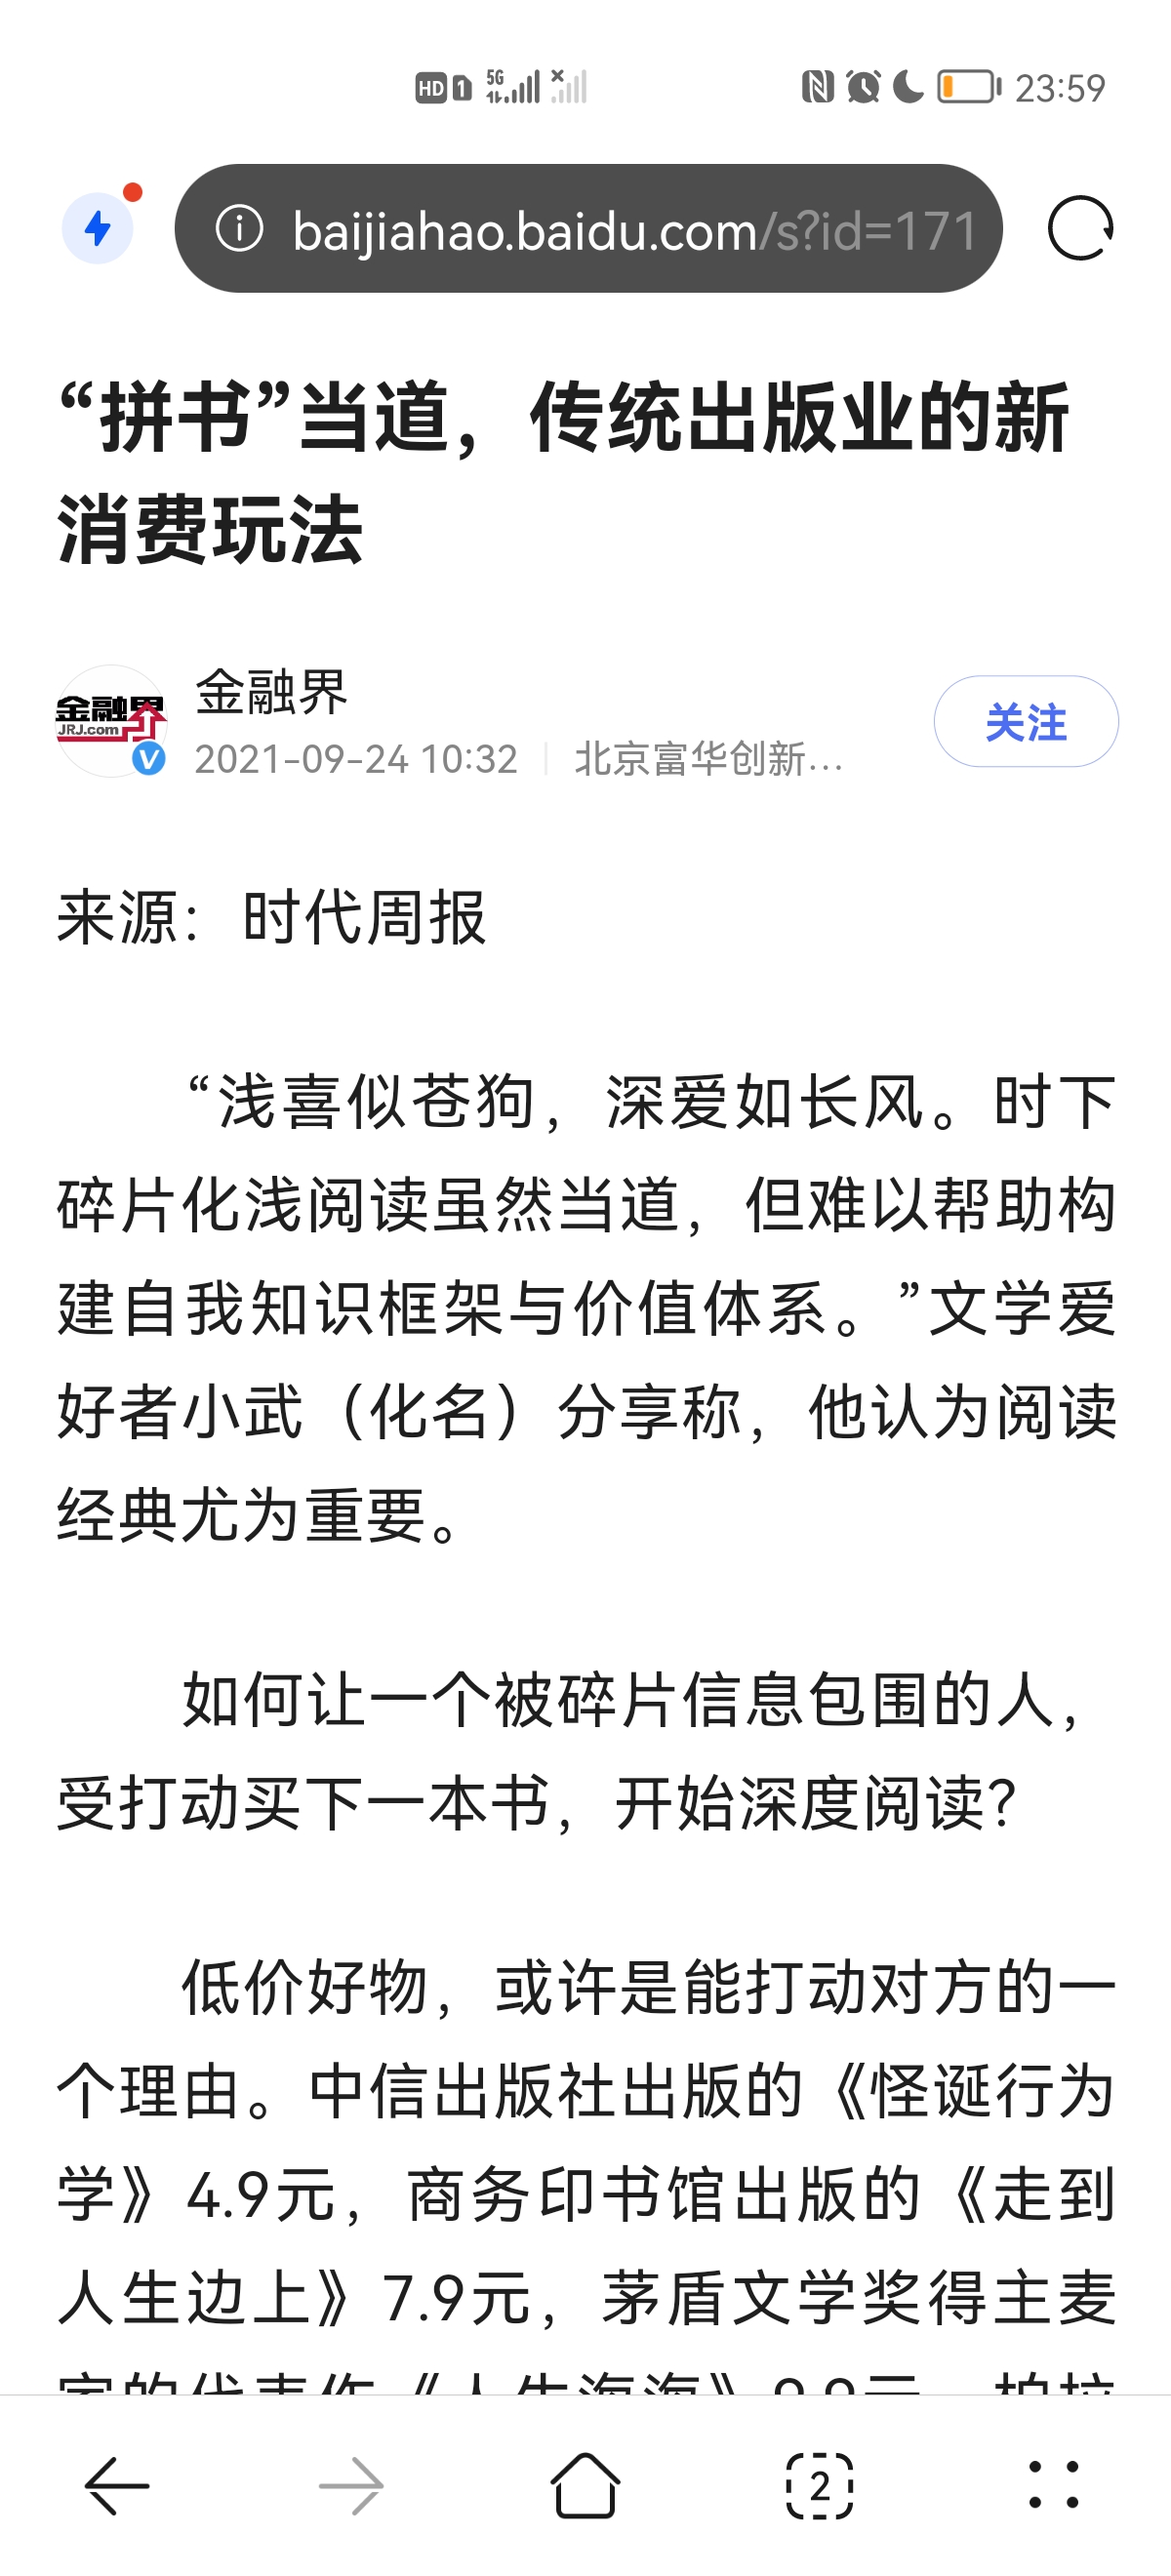 HD 1 5G 23:59
baijiahao.baidu.com/s?id=171
“拼书”当道，传统出版业的新
消费玩法
金融界
JRJ.com
金融界
2021-09-24 10:32 北京富华创新...
关注
来源：时代周报
“浅喜似苍狗，深爱如长风。时下
碎片化浅阅读虽然当道，但难以帮助构
建自我知识框架与价值体系。”文学爱
好者小武（化名）分享称，他认为阅读
经典尤为重要。
如何让一个被碎片信息包围的人，
受打动买下一本书，开始深度阅读？
低价好物，或许是能打动对方的一
个理由。中信出版社出版的《怪诞行为
学》4.9元，商务印书馆出版的《走到
人生边上》7.9元，茅盾文学奖得主麦
2